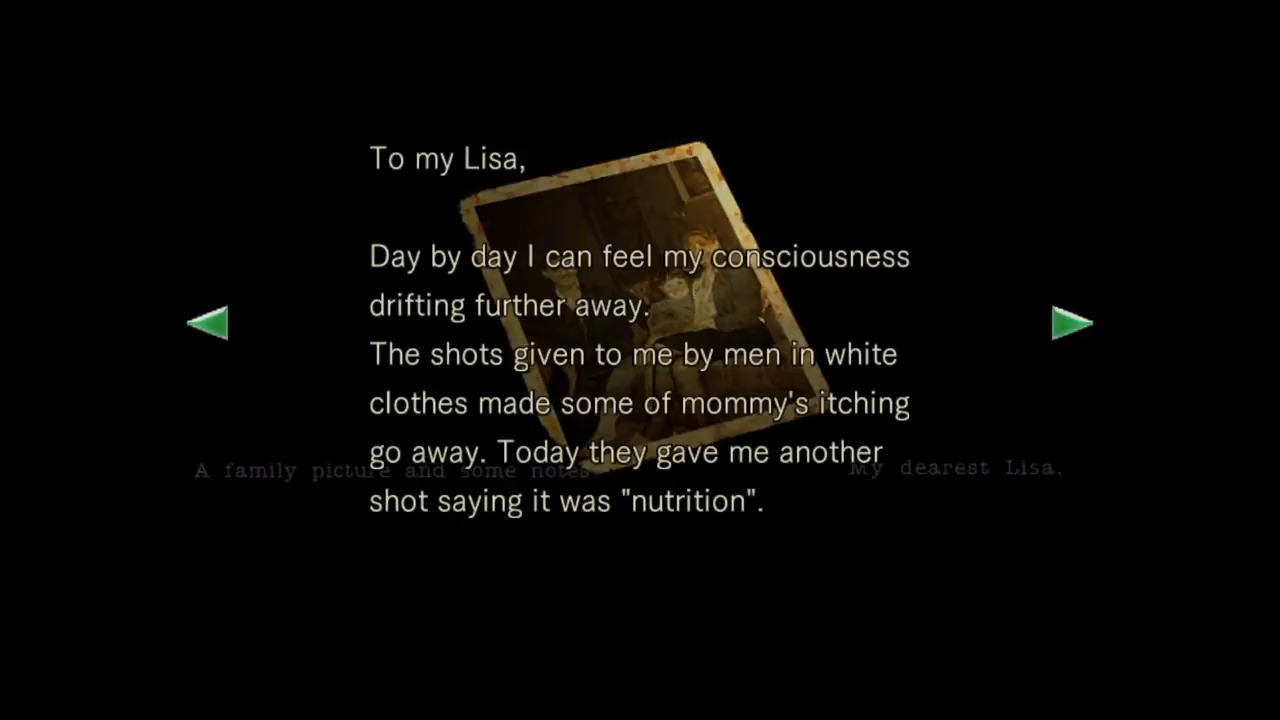 To my Lisa,
Day by day I can feel my consciousness
drifting further away.
The shots given to me by men in white
clothes made some of mommy's itching
go away. Today they gave me another
A family picture and some notes
My dearest Lisa,
shot saying it was "nutrition".